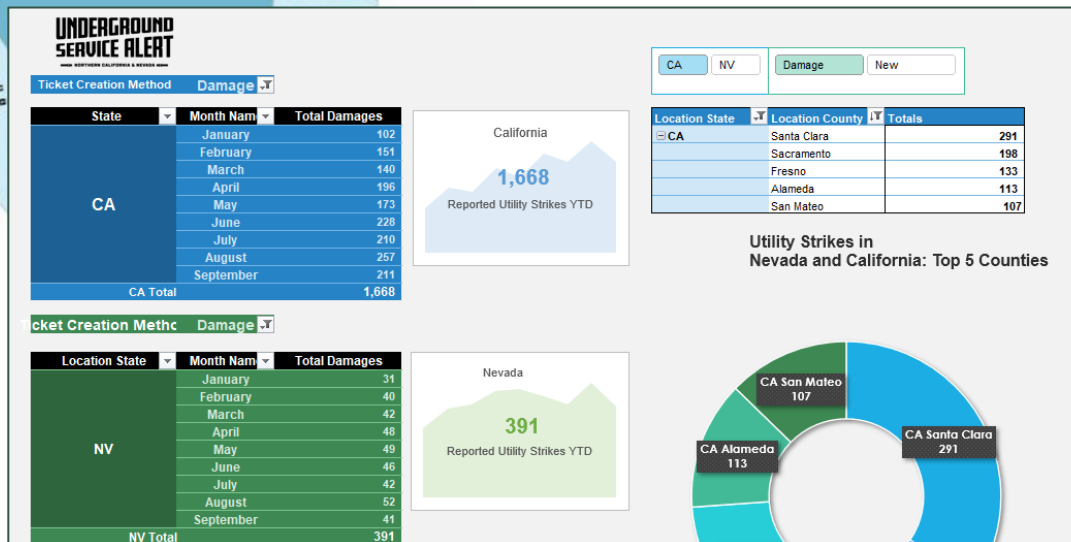 UNDERGROUND
SERVICE ALERT
NORTHERN CALIFORNIA & NEVADA
Ticket Creation Method Damage
State Month Nam Total Damages
CA
January 102
February 151
March 140
April 196
May 173
June 228
July 210
August 257
September 211
CA Total 1,668
California
1,668
Reported Utility Strikes YTD
CA NV Damage New
Location State Location County Totals
CA Santa Clara 291
Sacramento 198
Fresno 133
Alameda 113
San Mateo 107
Utility Strikes in
Nevada and California: Top 5 Counties
cket Creation Methc Damage
Location State Month Nam Total Damages
NV
January 31
February 40
March 42
April 48
May 49
June 46
July 42
August 52
September 41
NV Total 391
Nevada
391
Reported Utility Strikes YTD
CA San Mateo
107
CA Santa Clara
291
CA Alameda
113